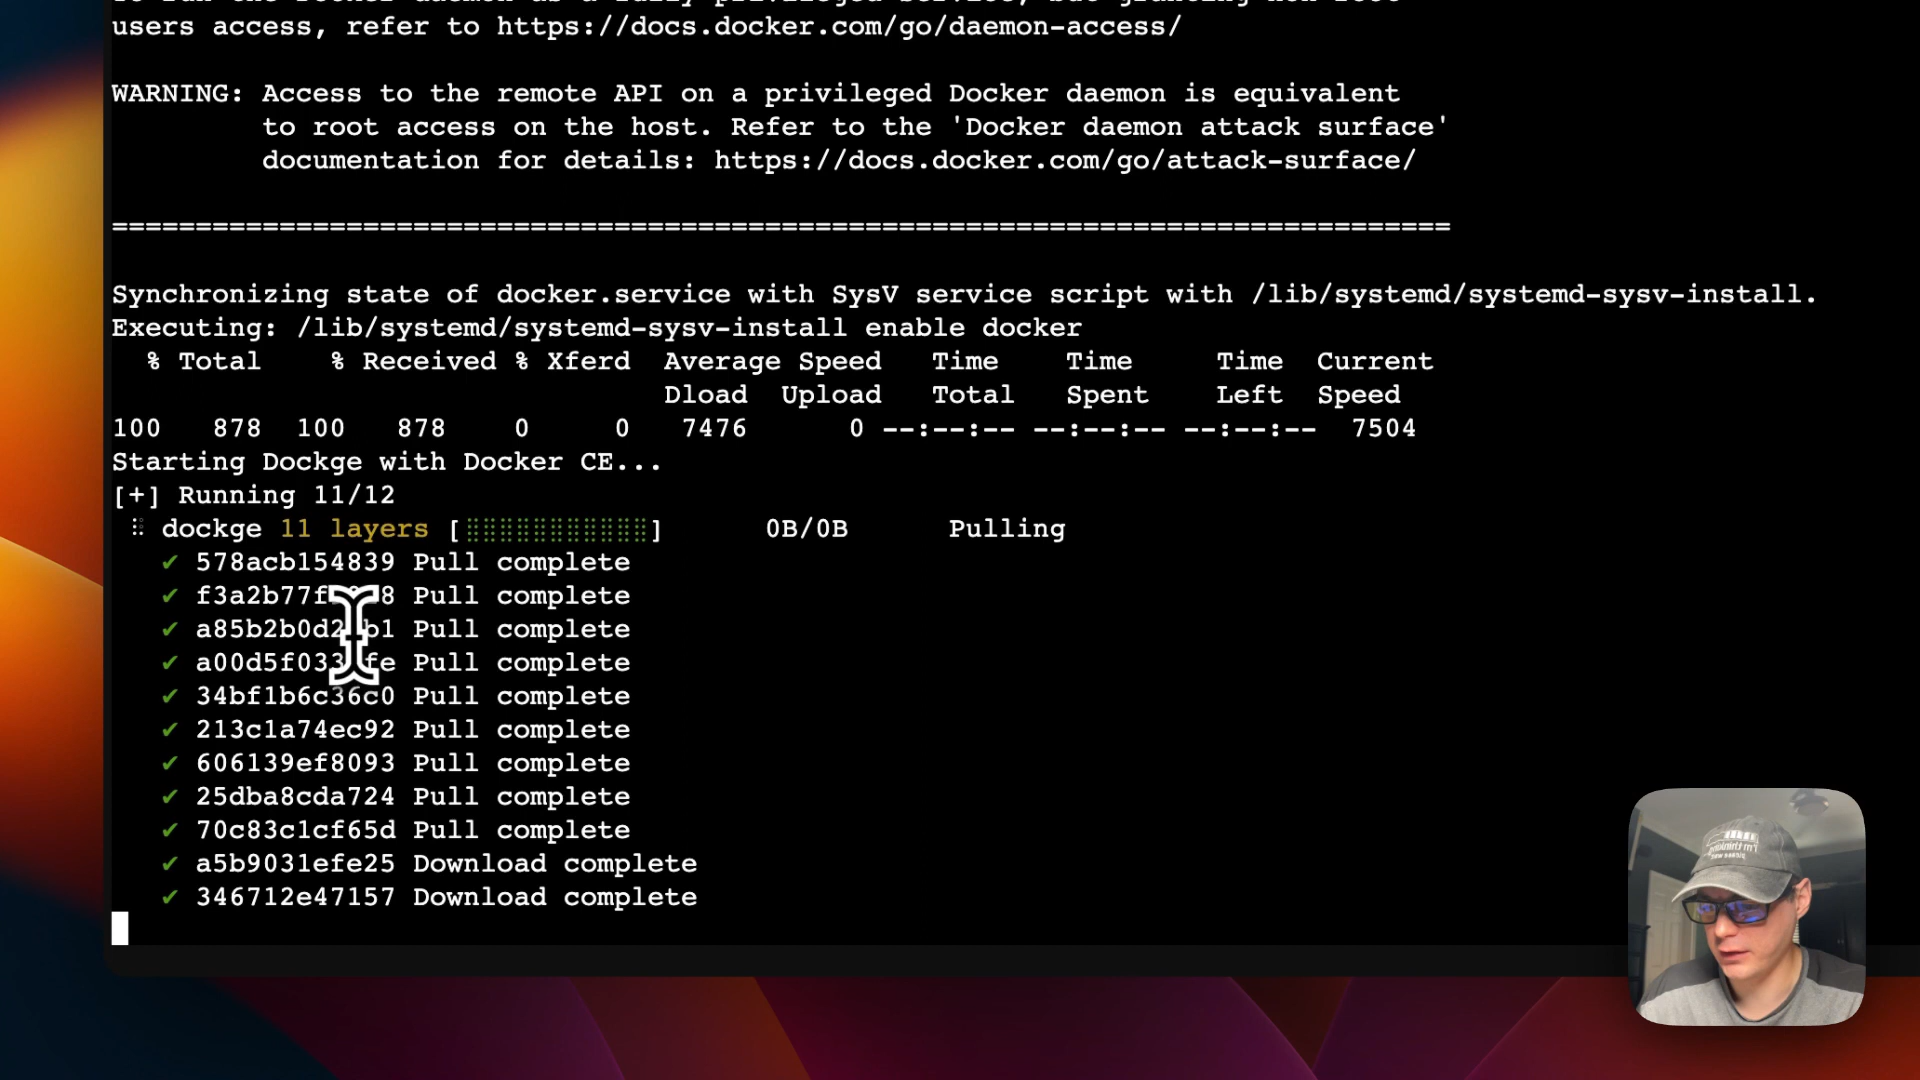 users access, refer to https://docs.docker.com/go/daemon-access/
WARNING: Access to the remote API on a privileged Docker daemon is equivalent
to root access on the host. Refer to the 'Docker daemon attack surface'
documentation for details: https://docs.docker.com/go/attack-surface/
================================================================================
Synchronizing state of docker.service with SysV service script with /lib/systemd/systemd-sysv-install.
Executing: /lib/systemd/systemd-sysv-install enable docker
% Total % Received % Xferd Average Speed Time Time Time Current
Dload Upload Total Spent Left Speed
100 878 100 878 0 0 7476 0 --:--:-- --:--:-- --:--:-- 7504
Starting Dockge with Docker CE...
[+] Running 11/12
dockge 11 layers [⣿⣿⣿⣿⣿⣿⣿⣿⣿⣿⣿] 0B/0B Pulling
✔ 578acb154839 Pull complete
✔ Pull complete
✔ Pull complete
✔ Pull complete
✔ 34bf1b6c36c0 Pull complete
✔ 213c1a74ec92 Pull complete
✔ 606139ef8093 Pull complete
✔ 25dba8cda724 Pull complete
✔ 70c83c1cf65d Pull complete
✔ a5b9031efe25 Download complete
✔ 346712e47157 Download complete